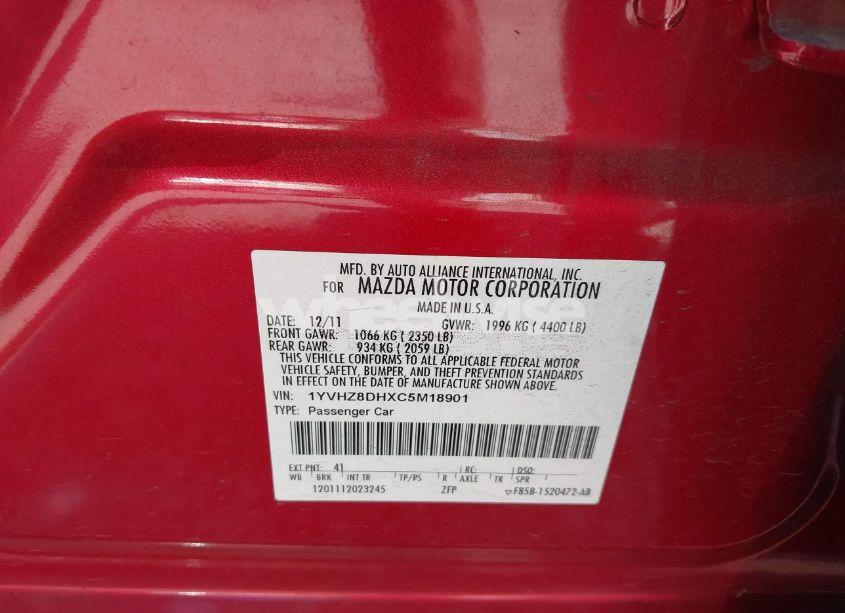 MFD. BY AUTO ALLIANCE INTERNATIONAL, INC.
FOR MAZDA MOTOR CORPORATION
MADE IN U.S.A.
DATE: 12/11 GVWR: 1996 KG ( 4400 LB)
FRONT GAWR: 1066 KG ( 2350 LB)
REAR GAWR: 934 KG ( 2059 LB)
THIS VEHICLE CONFORMS TO ALL APPLICABLE FEDERAL MOTOR
VEHICLE SAFETY, BUMPER, AND THEFT PREVENTION STANDARDS
IN EFFECT ON THE DATE OF MANUFACTURE SHOWN ABOVE.
VIN: 1YVHZ8DHXC5M18901
TYPE: Passenger Car
EXT PNT: 41 RC: DSO:
WB BRK INT TR TP/PS R AXLE TR SPR
1201112023245 ZFP F85B-1520472-AB